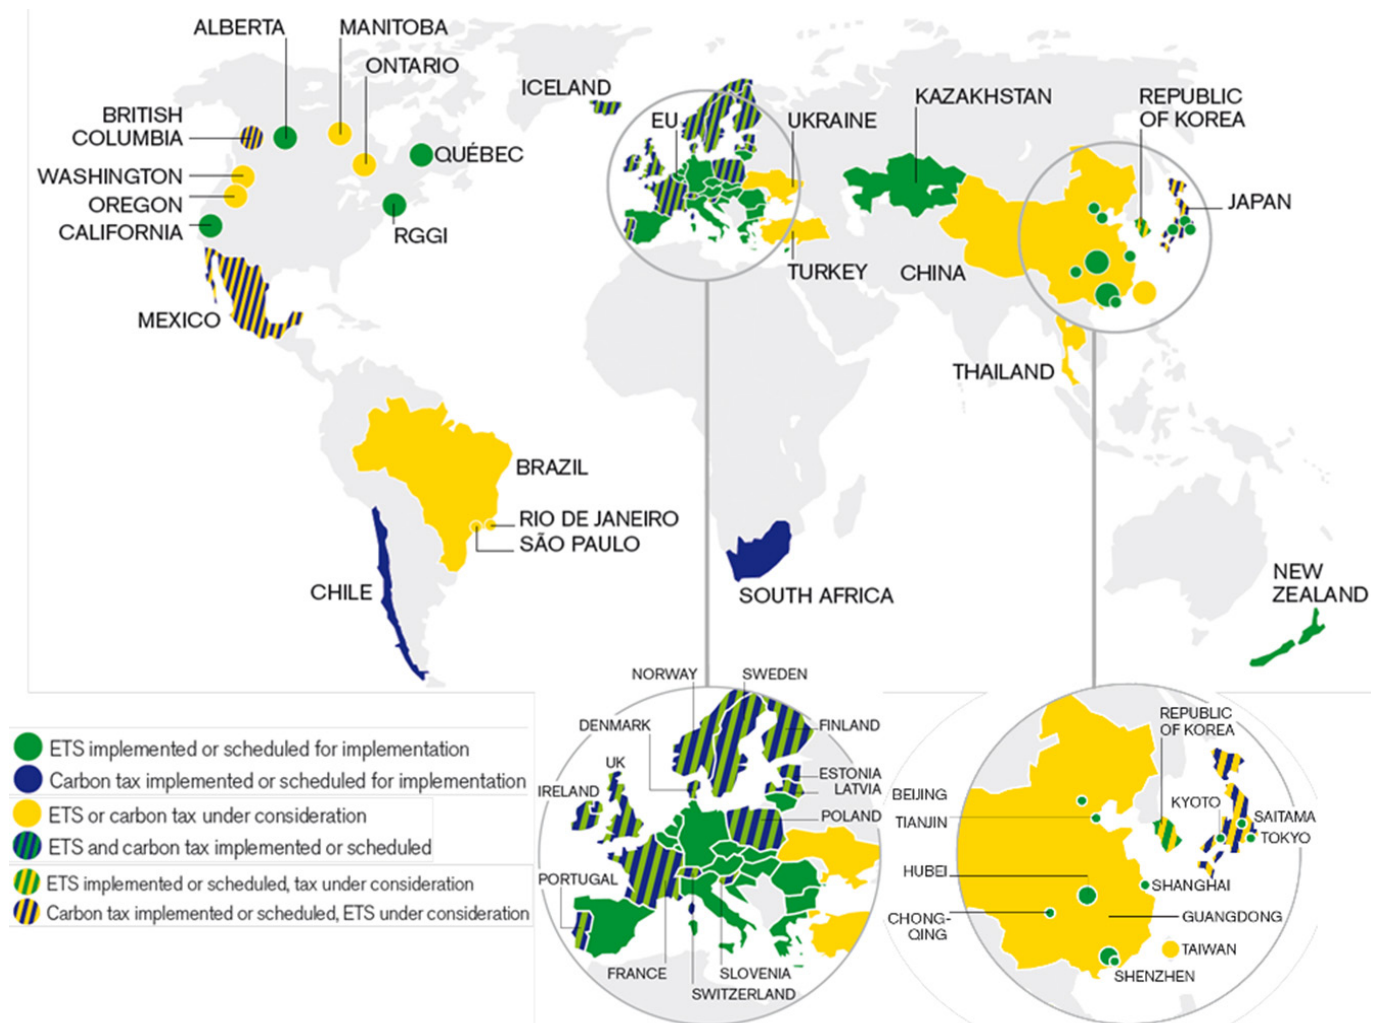 ALBERTA
MANITOBA
ONTARIO
BRITISH
COLUMBIA
QUÉBEC
WASHINGTON
OREGON
CALIFORNIA
RGGI
MEXICO
ICELAND
EU
UKRAINE
KAZAKHSTAN
REPUBLIC
OF KOREA
JAPAN
TURKEY
CHINA
THAILAND
BRAZIL
RIO DE JANEIRO
SÃO PAULO
CHILE
SOUTH AFRICA
NEW
ZEALAND
ETS implemented or scheduled for implementation
Carbon tax implemented or scheduled for implementation
ETS or carbon tax under consideration
ETS and carbon tax implemented or scheduled
ETS implemented or scheduled, tax under consideration
Carbon tax implemented or scheduled, ETS under consideration
NORWAY
SWEDEN
DENMARK
FINLAND
UK
IRELAND
ESTONIA
LATVIA
POLAND
PORTUGAL
FRANCE
SLOVENIA
SWITZERLAND
REPUBLIC
OF KOREA
BEIJING
TIANJIN
KYOTO
SAITAMA
TOKYO
HUBEI
SHANGHAI
CHONG-
QING
GUANGDONG
TAIWAN
SHENZHEN